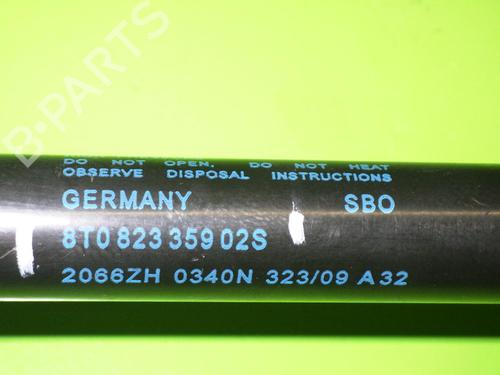 B-PARTS
DO NOT OPEN. DO NOT HEAT
OBSERVE DISPOSAL INSTRUCTIONS
GERMANY SBO
8T0 823 359 02S
2066ZH 0340N 323/09 A32